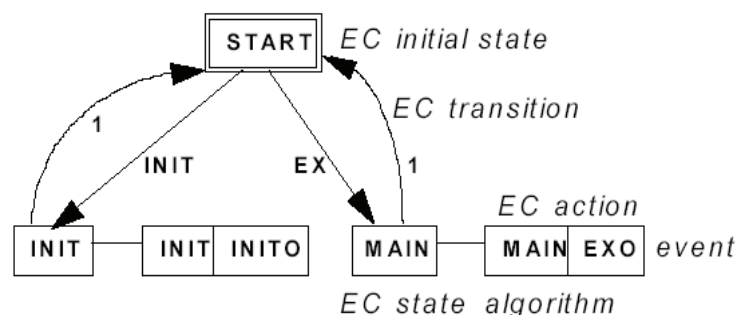 START EC initial state
1 EC transition
INIT EX 1
EC action
INIT INIT INITO MAIN MAIN EXO event
EC state algorithm